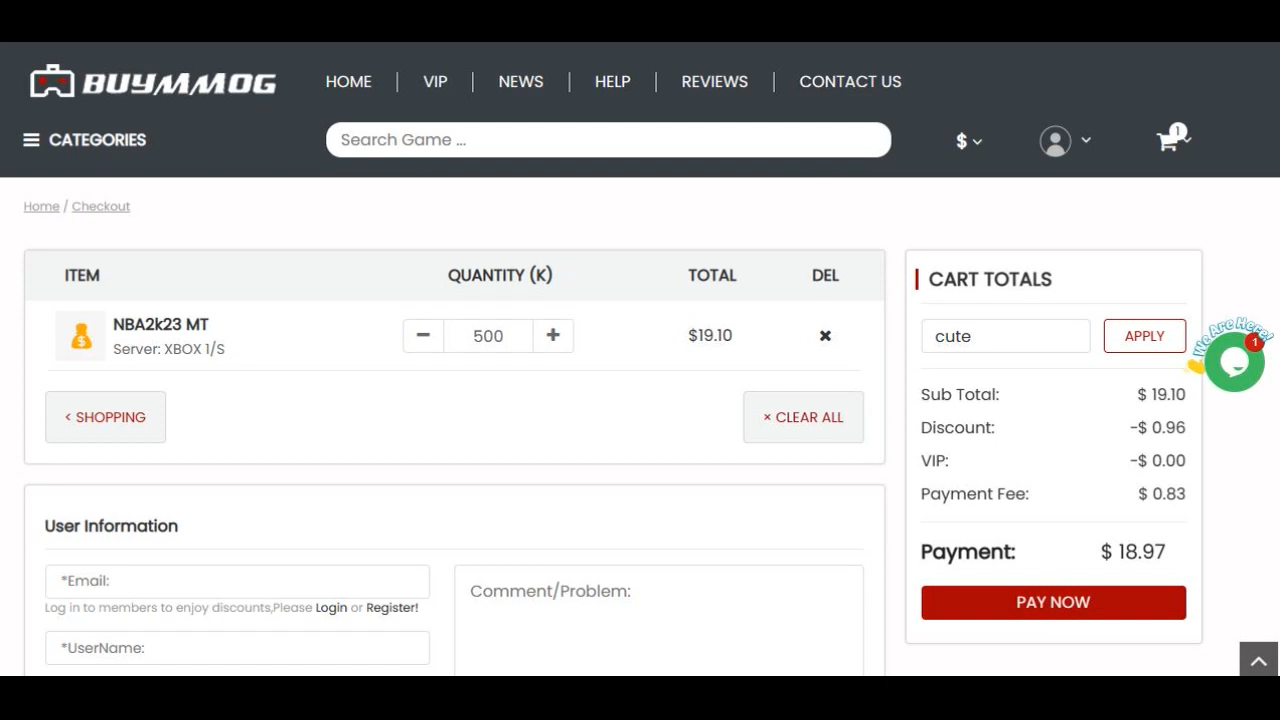 BUYMMOG
HOME
VIP
NEWS
HELP
REVIEWS
CONTACT US
CATEGORIES
Search Game ...
$
1
Home / Checkout
ITEM
QUANTITY (K)
TOTAL
DEL
NBA2k23 MT
Server: XBOX 1/S
500
$19.10
< SHOPPING
× CLEAR ALL
CART TOTALS
cute
APPLY
Sub Total: $ 19.10
Discount: -$ 0.96
VIP: -$ 0.00
Payment Fee: $ 0.83
Payment: $ 18.97
PAY NOW
We Are Here!
1
User Information
*Email:
Log in to members to enjoy discounts,Please Login or Register!
*UserName:
Comment/Problem: